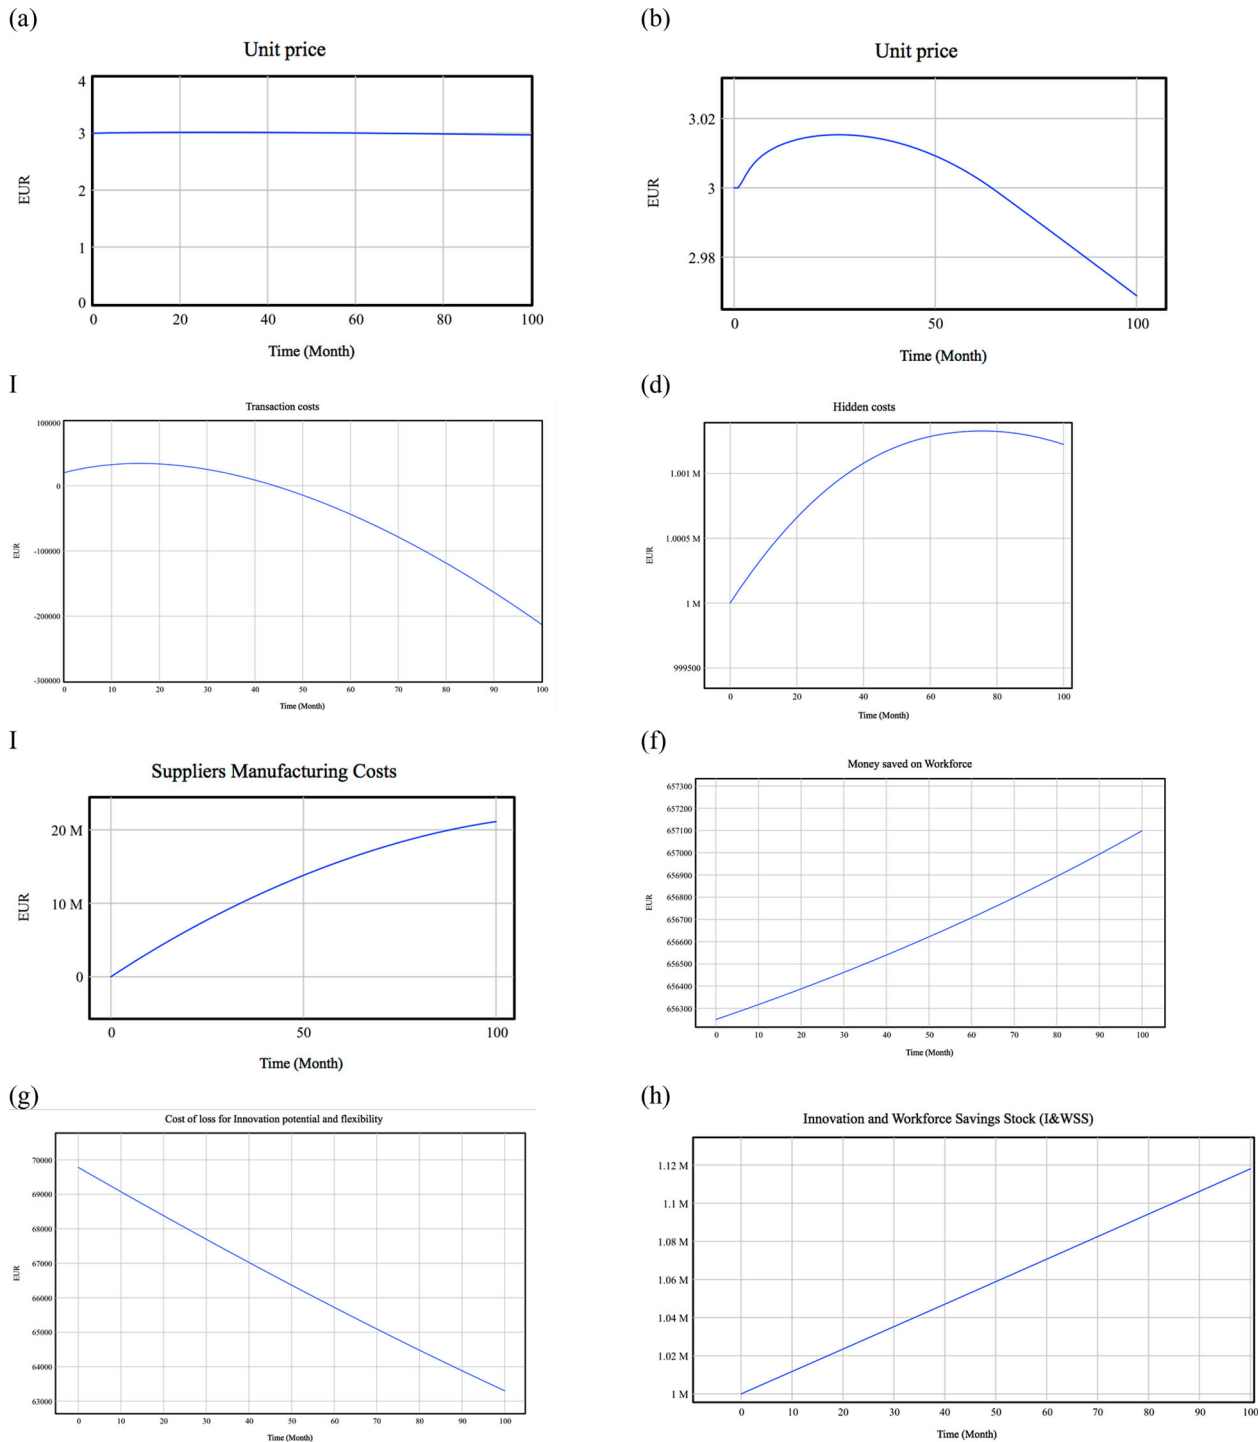 (a)
(b)
Unit price
4
3
2
1
0
EUR
0 20 40 60 80 100
Time (Month)
Unit price
3.02
3
2.98
EUR
0 50 100
Time (Month)
I
(d)
Transaction costs
100000
0
-100000
-200000
-300000
EUR
0 10 20 30 40 50 60 70 80 90 100
Time (Month)
Hidden costs
1.001 M
1.0005 M
1 M
999500
EUR
0 20 40 60 80 100
Time (Month)
I
(f)
Suppliers Manufacturing Costs
20 M
10 M
0
EUR
0 50 100
Time (Month)
Money saved on Workforce
657300
657200
657100
657000
656900
656800
656700
656600
656500
656400
656300
EUR
0 10 20 30 40 50 60 70 80 90 100
Time (Month)
(g)
(h)
Cost of loss for Innovation potential and flexibility
70000
69000
68000
67000
66000
65000
64000
63000
EUR
0 10 20 30 40 50 60 70 80 90 100
Time (Month)
Innovation and Workforce Savings Stock (I&WSS)
1.12 M
1.1 M
1.08 M
1.06 M
1.04 M
1.02 M
1 M
EUR
0 10 20 30 40 50 60 70 80 90 100
Time (Month)